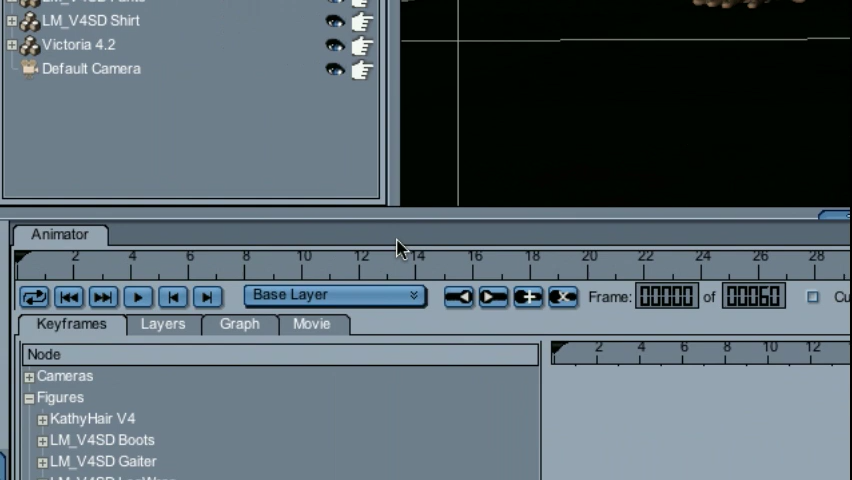 LM_V4SD Shirt
Victoria 4.2
Default Camera
Animator
2 4 6 8 10 12 14 16 18 20 22 24 26 28
Base Layer Frame: 00000 of 00060
Keyframes Layers Graph Movie
Node 2 4 6 8 10 12
Cameras
Figures
KathyHair V4
LM_V4SD Boots
LM_V4SD Gaiter